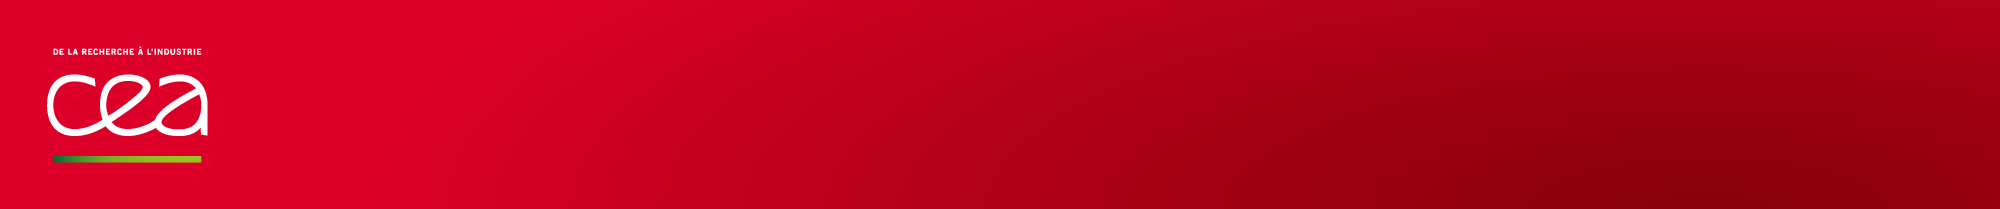 DE LA RECHERCHE À L'INDUSTRIE
cea